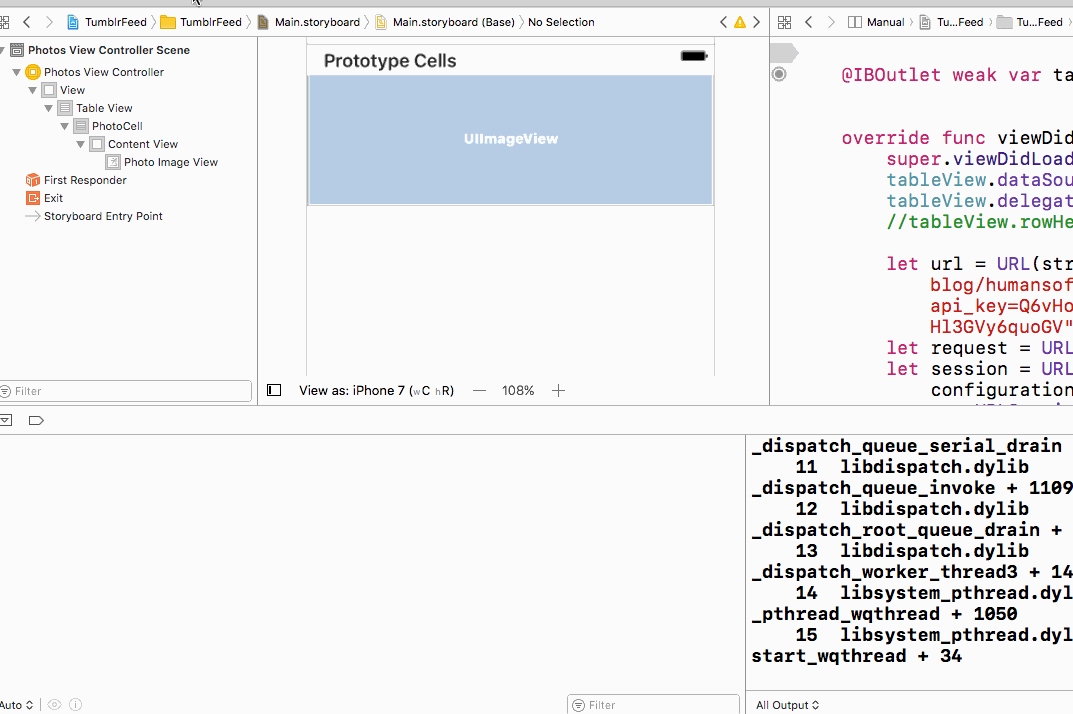 TumblrFeed TumblrFeed Main.storyboard Main.storyboard (Base) No Selection
Manual Tu...Feed Tu...Feed
Photos View Controller Scene
Photos View Controller
View
Table View
PhotoCell
Content View
Photo Image View
First Responder
Exit
Storyboard Entry Point
Filter
Prototype Cells
UIImageView
View as: iPhone 7 (wC hR) — 108% +
@IBOutlet weak var ta
override func viewDid
super.viewDidLoad
tableView.dataSou
tableView.delegat
//tableView.rowHe
let url = URL(str
blog/humansof
api_key=Q6vHo
Hl3GVy6quoGV"
let request = URL
let session = URL
configuration
_dispatch_queue_serial_drain
11 libdispatch.dylib
_dispatch_queue_invoke + 1109
12 libdispatch.dylib
_dispatch_root_queue_drain +
13 libdispatch.dylib
_dispatch_worker_thread3 + 14
14 libsystem_pthread.dyl
_pthread_wqthread + 1050
15 libsystem_pthread.dyl
start_wqthread + 34
Auto
Filter
All Output